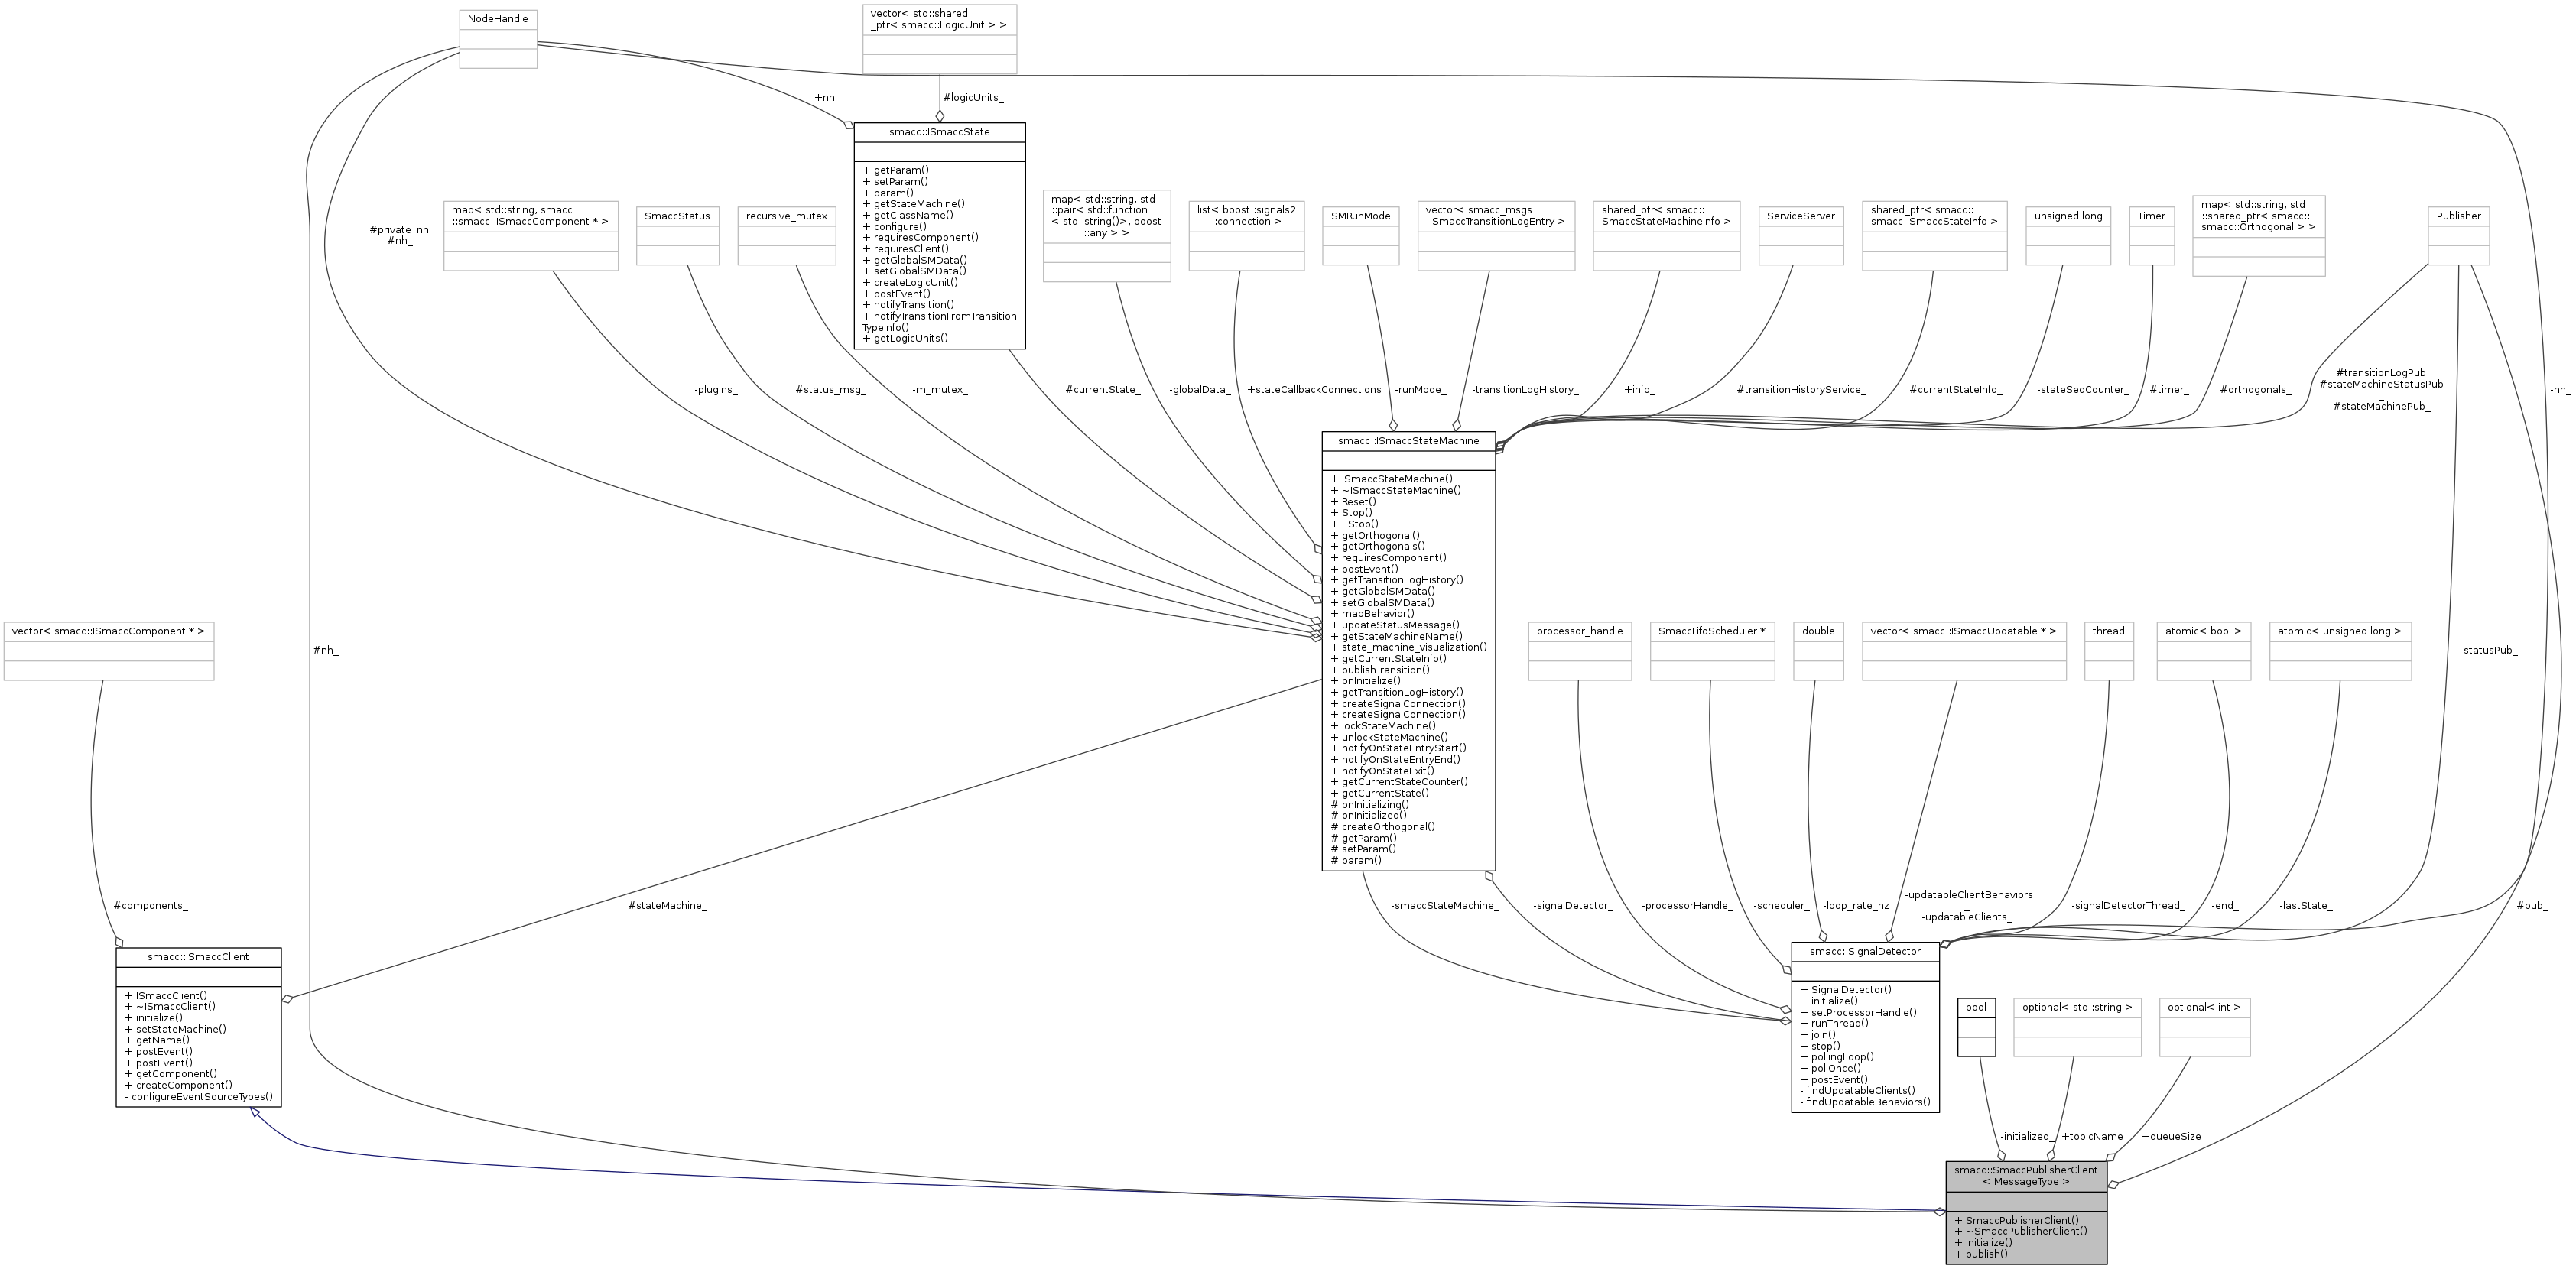 NodeHandle
vector< std::shared
_ptr< smacc::LogicUnit > >
+nh
#logicUnits_
smacc::ISmaccState
+ getParam()
+ setParam()
+ param()
+ getStateMachine()
+ getClassName()
+ configure()
+ requiresComponent()
+ requiresClient()
+ getGlobalSMData()
+ setGlobalSMData()
+ createLogicUnit()
+ postEvent()
+ notifyTransition()
+ notifyTransitionFromTransition
TypeInfo()
+ getLogicUnits()
#private_nh_
#nh_
map< std::string, smacc
::smacc::ISmaccComponent * >
SmaccStatus
recursive_mutex
map< std::string, std
::pair< std::function
< std::string()>, boost
::any > >
list< boost::signals2
::connection >
SMRunMode
vector< smacc_msgs
::SmaccTransitionLogEntry >
shared_ptr< smacc::
SmaccStateMachineInfo >
ServiceServer
shared_ptr< smacc::
smacc::SmaccStateInfo >
unsigned long
Timer
map< std::string, std
::shared_ptr< smacc::
smacc::Orthogonal > >
Publisher
-plugins_
#status_msg_
-m_mutex_
#currentState_
-globalData_
+stateCallbackConnections
-runMode_
-transitionLogHistory_
+info_
#transitionHistoryService_
#currentStateInfo_
-stateSeqCounter_
#timer_
#orthogonals_
#transitionLogPub_
#stateMachineStatusPub
_
#stateMachinePub_
-nh_
smacc::ISmaccStateMachine
+ ISmaccStateMachine()
+ ~ISmaccStateMachine()
+ Reset()
+ Stop()
+ EStop()
+ getOrthogonal()
+ getOrthogonals()
+ requiresComponent()
+ postEvent()
+ getTransitionLogHistory()
+ getGlobalSMData()
+ setGlobalSMData()
+ mapBehavior()
+ updateStatusMessage()
+ getStateMachineName()
+ state_machine_visualization()
+ getCurrentStateInfo()
+ publishTransition()
+ onInitialize()
+ getTransitionLogHistory()
+ createSignalConnection()
+ createSignalConnection()
+ lockStateMachine()
+ unlockStateMachine()
+ notifyOnStateEntryStart()
+ notifyOnStateEntryEnd()
+ notifyOnStateExit()
+ getCurrentStateCounter()
+ getCurrentState()
# onInitializing()
# onInitialized()
# createOrthogonal()
# getParam()
# setParam()
# param()
vector< smacc::ISmaccComponent * >
#nh_
processor_handle
SmaccFifoScheduler *
double
vector< smacc::ISmaccUpdatable * >
thread
atomic< bool >
atomic< unsigned long >
-statusPub_
#components_
#stateMachine_
-smaccStateMachine_
-signalDetector_
-processorHandle_
-scheduler_
-loop_rate_hz
-updatableClientBehaviors
_
-updatableClients_
-signalDetectorThread_
-end_
-lastState_
#pub_
smacc::ISmaccClient
+ ISmaccClient()
+ ~ISmaccClient()
+ initialize()
+ setStateMachine()
+ getName()
+ postEvent()
+ postEvent()
+ getComponent()
+ createComponent()
- configureEventSourceTypes()
smacc::SignalDetector
+ SignalDetector()
+ initialize()
+ setProcessorHandle()
+ runThread()
+ join()
+ stop()
+ pollingLoop()
+ pollOnce()
+ postEvent()
- findUpdatableClients()
- findUpdatableBehaviors()
bool
optional< std::string >
optional< int >
-initialized_
+topicName
+queueSize
smacc::SmaccPublisherClient
< MessageType >
+ SmaccPublisherClient()
+ ~SmaccPublisherClient()
+ initialize()
+ publish()